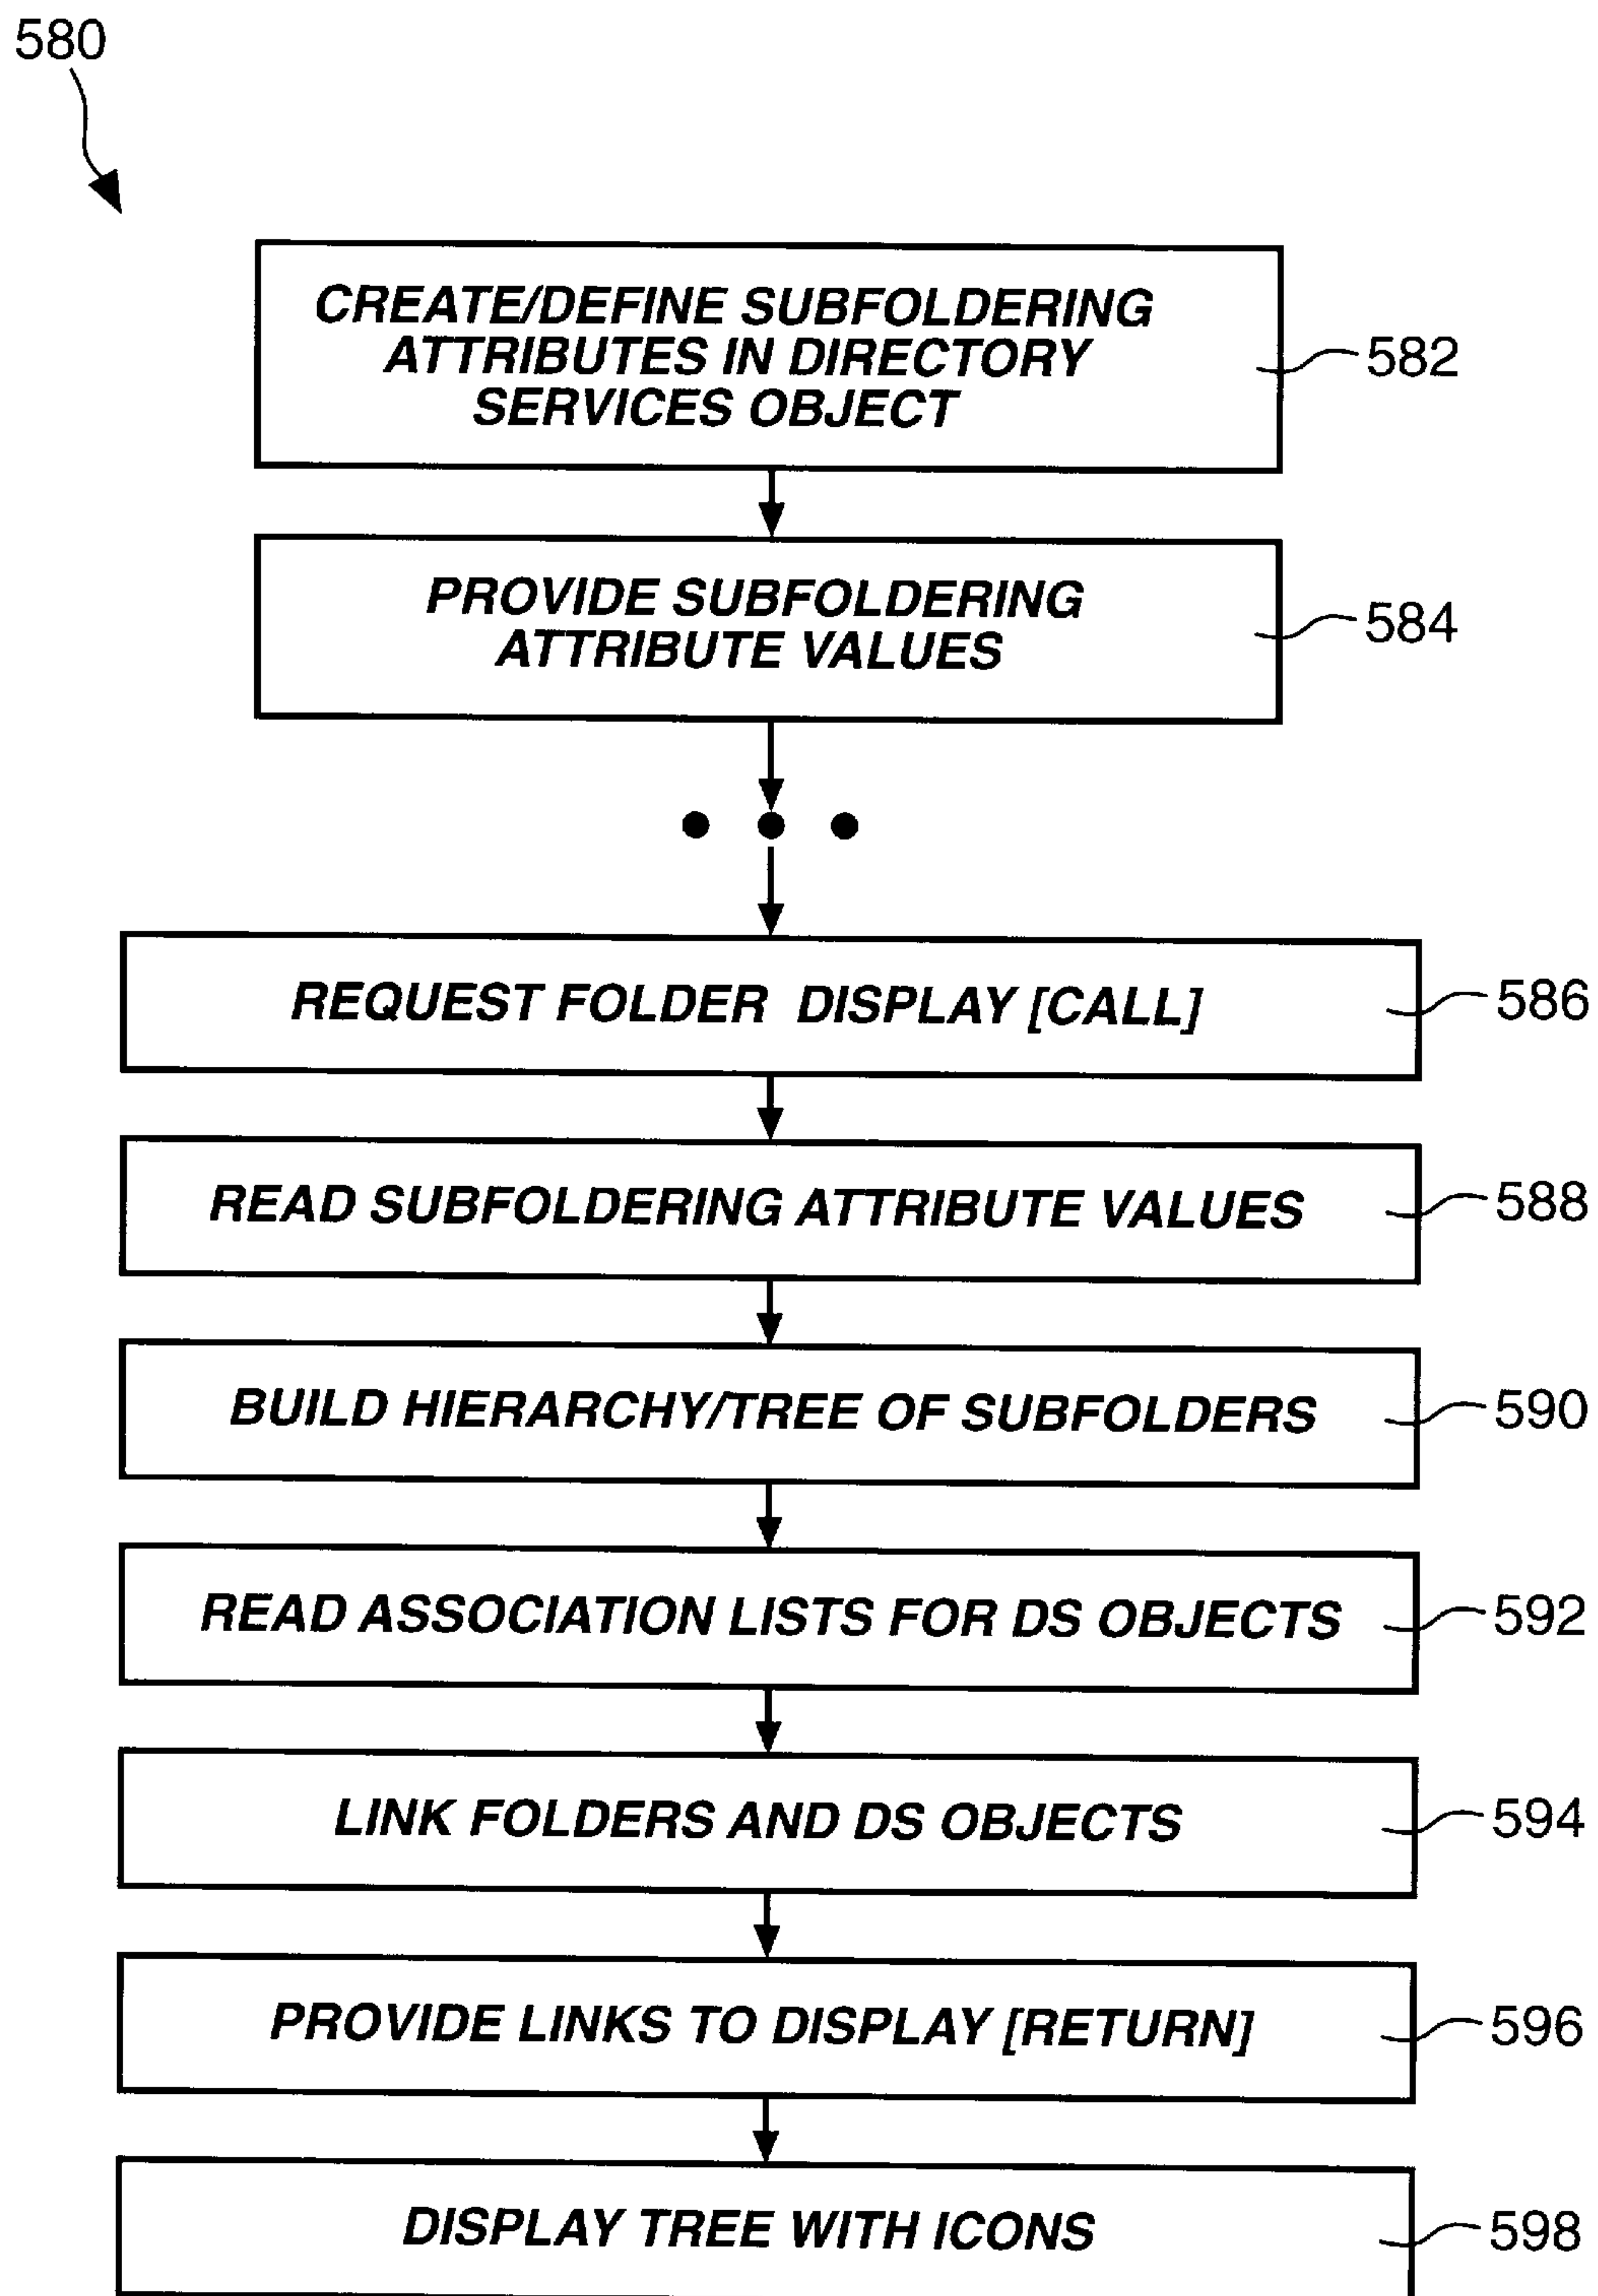 580
CREATE/DEFINE SUBFOLDERING
ATTRIBUTES IN DIRECTORY
SERVICES OBJECT
582
PROVIDE SUBFOLDERING
ATTRIBUTE VALUES
584
REQUEST FOLDER DISPLAY [CALL]
586
READ SUBFOLDERING ATTRIBUTE VALUES
588
BUILD HIERARCHY/TREE OF SUBFOLDERS
590
READ ASSOCIATION LISTS FOR DS OBJECTS
592
LINK FOLDERS AND DS OBJECTS
594
PROVIDE LINKS TO DISPLAY [RETURN]
596
DISPLAY TREE WITH ICONS
598